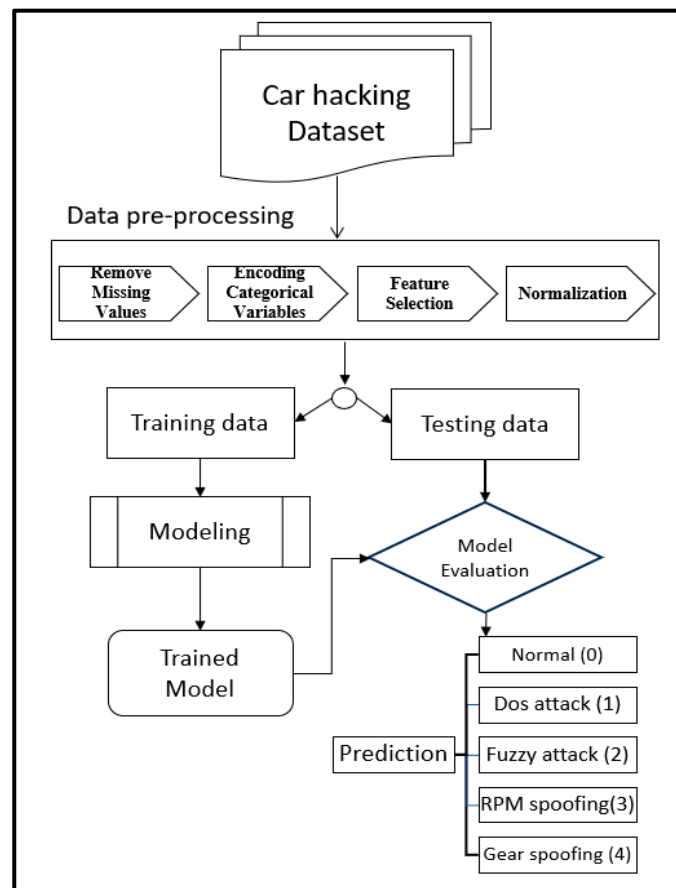 Car hacking
Dataset
Data pre-processing
Remove
Missing
Values
Encoding
Categorical
Variables
Feature
Selection
Normalization
Training data
Testing data
Modeling
Model
Evaluation
Trained
Model
Normal (0)
Dos attack (1)
Prediction
Fuzzy attack (2)
RPM spoofing(3)
Gear spoofing (4)